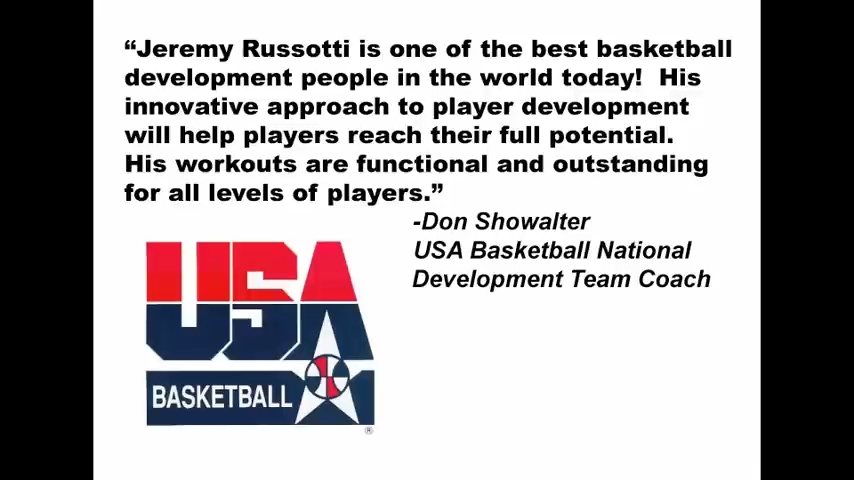 “Jeremy Russotti is one of the best basketball
development people in the world today!  His
innovative approach to player development
will help players reach their full potential.
His workouts are functional and outstanding
for all levels of players.”
-Don Showalter
USA Basketball National
Development Team Coach
USA
BASKETBALL
®